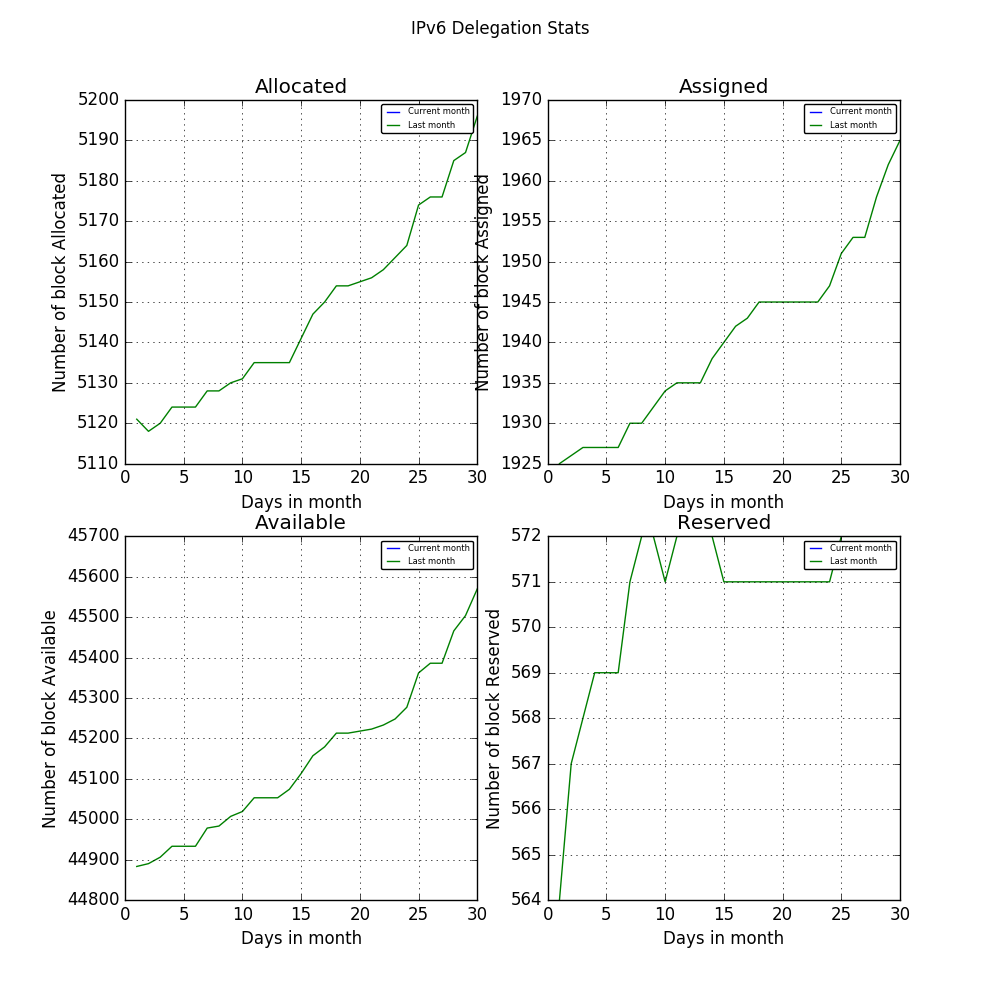 IPv6 Delegation Stats
Allocated
Number of block Allocated
5200
5190
5180
5170
5160
5150
5140
5130
5120
5110
0 5 10 15 20 25 30
Days in month
Current month
Last month
Assigned
Number of block Assigned
1970
1965
1960
1955
1950
1945
1940
1935
1930
1925
0 5 10 15 20 25 30
Days in month
Current month
Last month
Available
Number of block Available
45700
45600
45500
45400
45300
45200
45100
45000
44900
44800
0 5 10 15 20 25 30
Days in month
Current month
Last month
Reserved
Number of block Reserved
572
571
570
569
568
567
566
565
564
0 5 10 15 20 25 30
Days in month
Current month
Last month